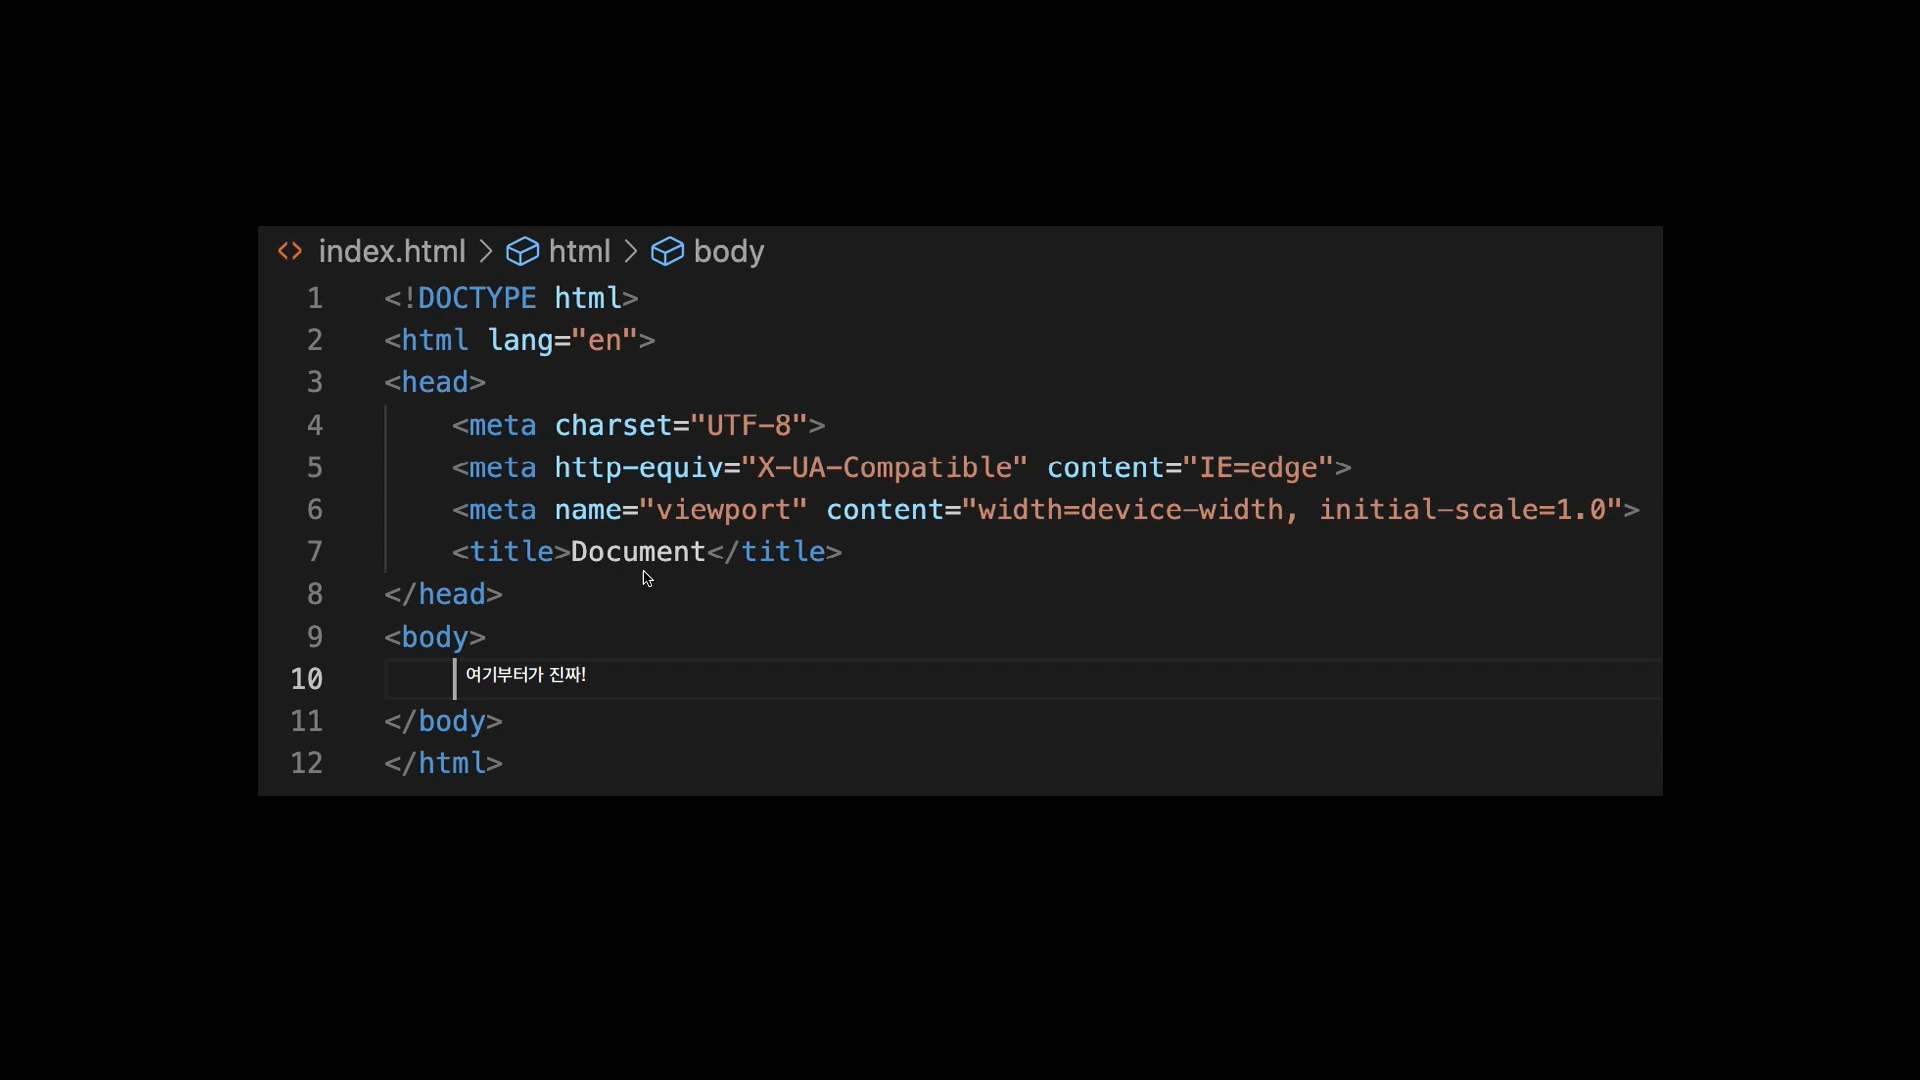 index.html > html > body
1 <!DOCTYPE html>
2 <html lang="en">
3 <head>
4 <meta charset="UTF-8">
5 <meta http-equiv="X-UA-Compatible" content="IE=edge">
6 <meta name="viewport" content="width=device-width, initial-scale=1.0">
7 <title>Document</title>
8 </head>
9 <body>
10 여기부터가 진짜!
11 </body>
12 </html>